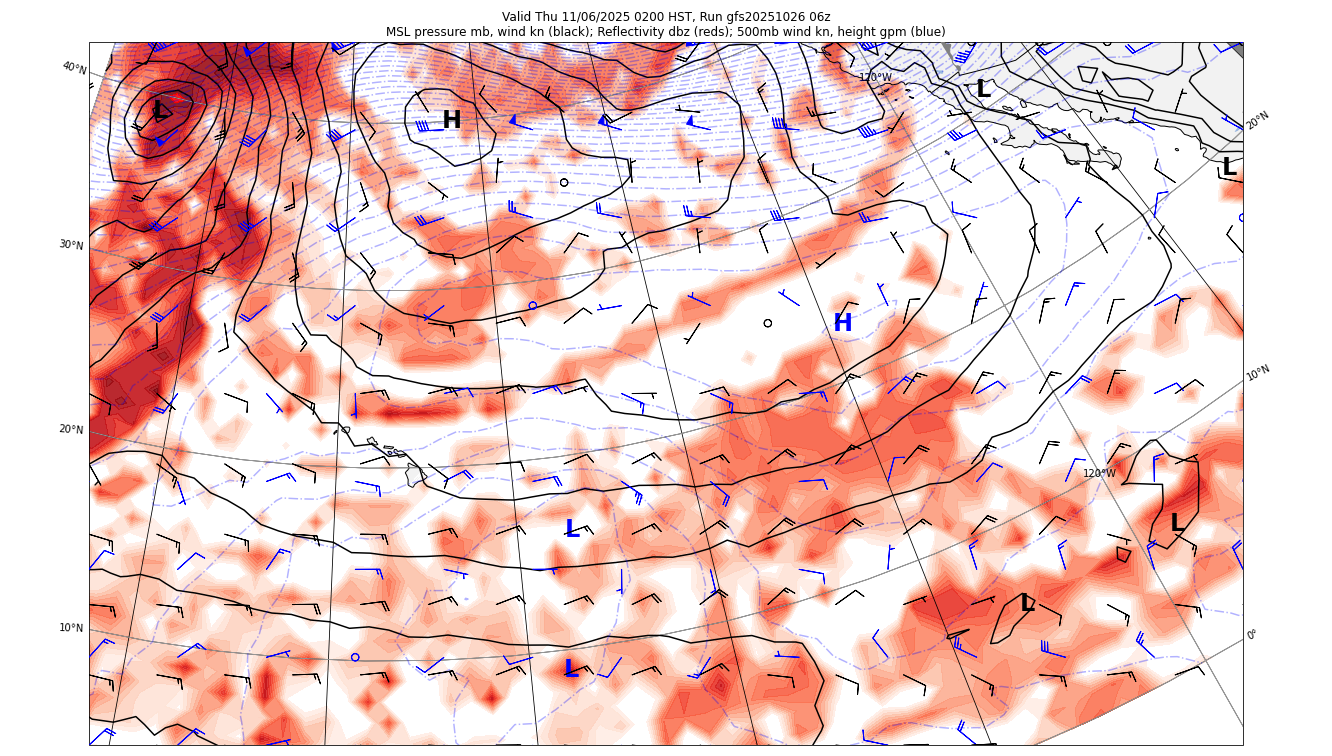 Valid Thu 11/06/2025 0200 HST, Run gfs20251026 06z
MSL pressure mb, wind kn (black); Reflectivity dbz (reds); 500mb wind kn, height gpm (blue)
40°N
120°W
L
L
H
20°N
L
30°N
H
10°N
20°N
120°W
L
L
L
10°N
0°
L